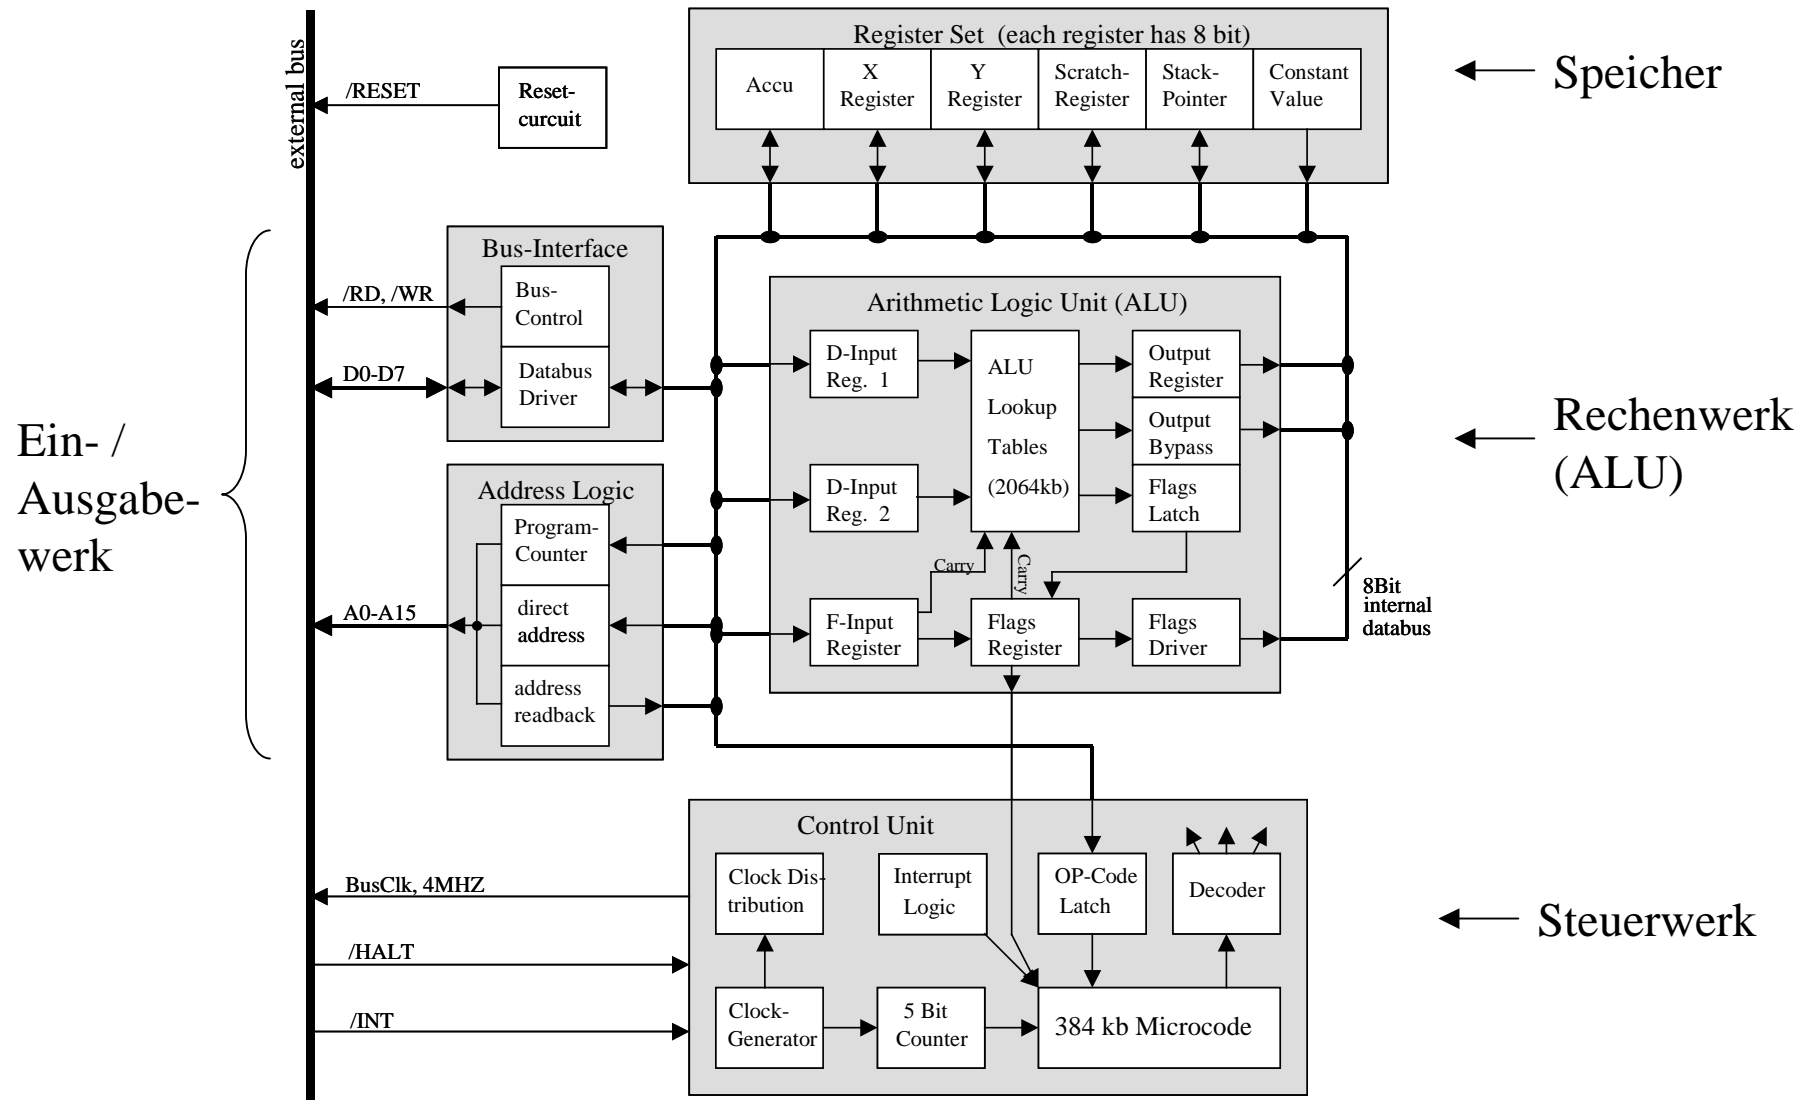 external bus
/RESET
Reset-
curcuit
Register Set  (each register has 8 bit)
Accu
X
Register
Y
Register
Scratch-
Register
Stack-
Pointer
Constant
Value
Speicher
Ein- /
Ausgabe-
werk
Bus-Interface
/RD, /WR
Bus-
Control
D0-D7
Databus
Driver
Address Logic
Program-
Counter
A0-A15
direct
address
address
readback
Arithmetic Logic Unit (ALU)
D-Input
Reg.  1
ALU
Lookup
Tables
(2064kb)
Output
Register
Output
Bypass
D-Input
Reg.  2
Flags
Latch
Carry
Carry
F-Input
Register
Flags
Register
Flags
Driver
8Bit
internal
databus
Rechenwerk
(ALU)
Control Unit
BusClk, 4MHZ
Clock Dis-
tribution
Interrupt
Logic
OP-Code
Latch
Decoder
/HALT
/INT
Clock-
Generator
5 Bit
Counter
384 kb Microcode
Steuerwerk